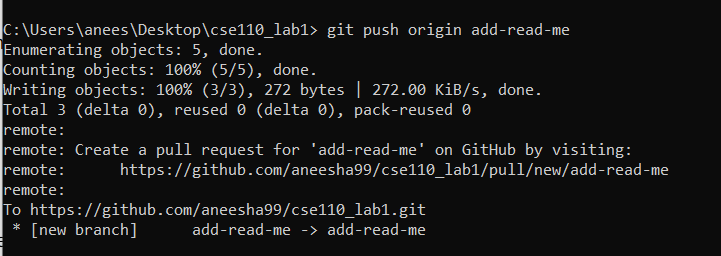 C:\Users\anees\Desktop\cse110_lab1> git push origin add-read-me
Enumerating objects: 5, done.
Counting objects: 100% (5/5), done.
Writing objects: 100% (3/3), 272 bytes | 272.00 KiB/s, done.
Total 3 (delta 0), reused 0 (delta 0), pack-reused 0
remote:
remote: Create a pull request for 'add-read-me' on GitHub by visiting:
remote:      https://github.com/aneesha99/cse110_lab1/pull/new/add-read-me
remote:
To https://github.com/aneesha99/cse110_lab1.git
 * [new branch]      add-read-me -> add-read-me